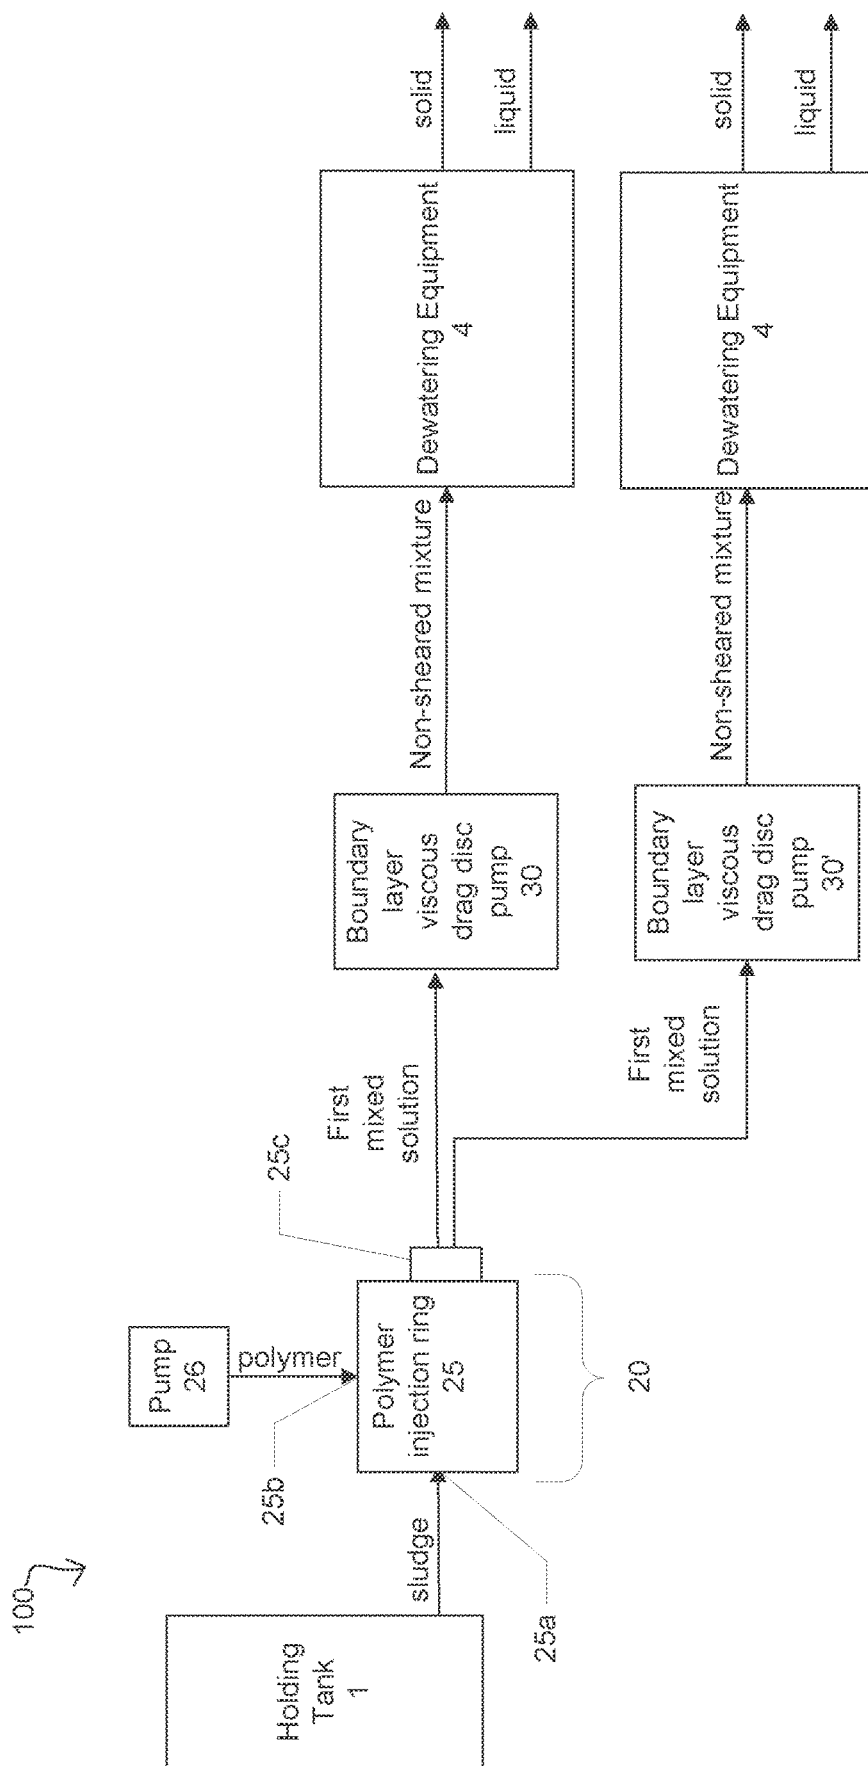 100
Holding
Tank
1
sludge
25a
Pump
26
polymer
25b
Polymer
injection ring
25
20
25c
First
mixed
solution
Boundary
layer
viscous
drag disc
pump
30
Non-sheared mixture
Dewatering Equipment
4
solid
liquid
First
mixed
solution
Boundary
layer
viscous
drag disc
pump
30'
Non-sheared mixture
Dewatering Equipment
4
solid
liquid